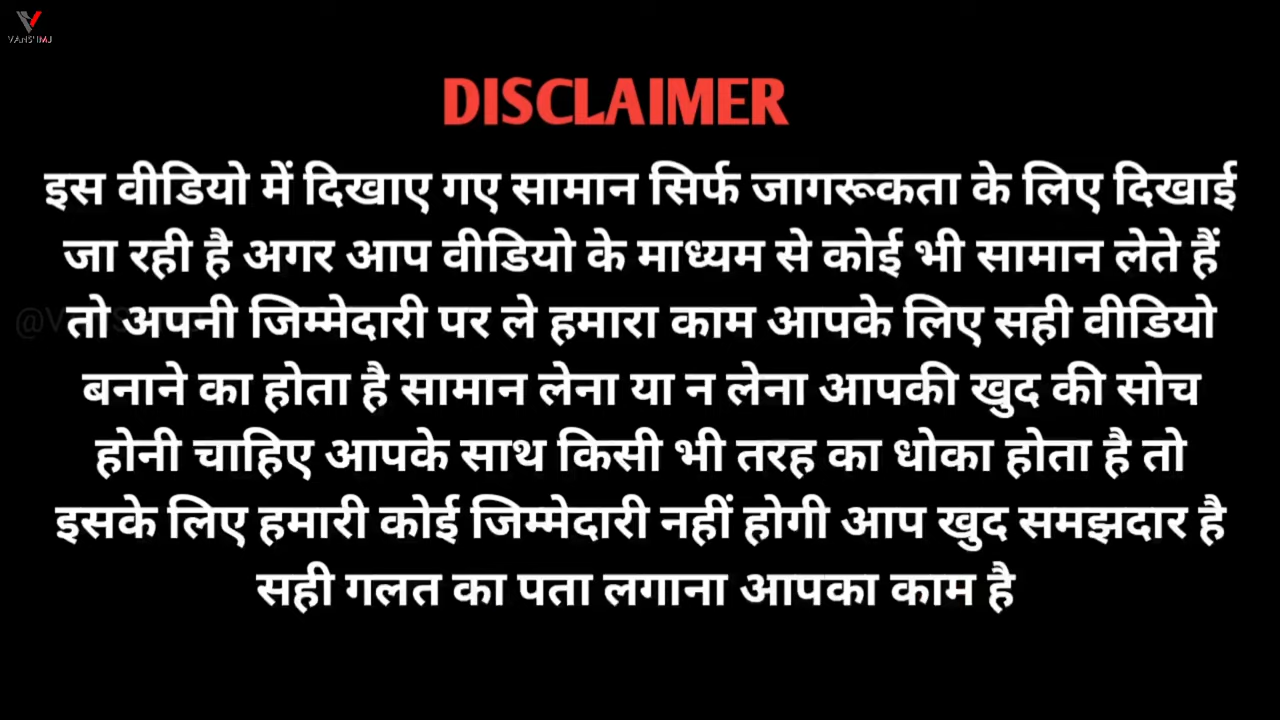 VANSHMJ
DISCLAIMER
इस वीडियो में दिखाए गए सामान सिर्फ जागरूकता के लिए दिखाई
जा रही है अगर आप वीडियो के माध्यम से कोई भी सामान लेते हैं
तो अपनी जिम्मेदारी पर ले हमारा काम आपके लिए सही वीडियो
बनाने का होता है सामान लेना या न लेना आपकी खुद की सोच
होनी चाहिए आपके साथ किसी भी तरह का धोका होता है तो
इसके लिए हमारी कोई जिम्मेदारी नहीं होगी आप खुद समझदार है
सही गलत का पता लगाना आपका काम है